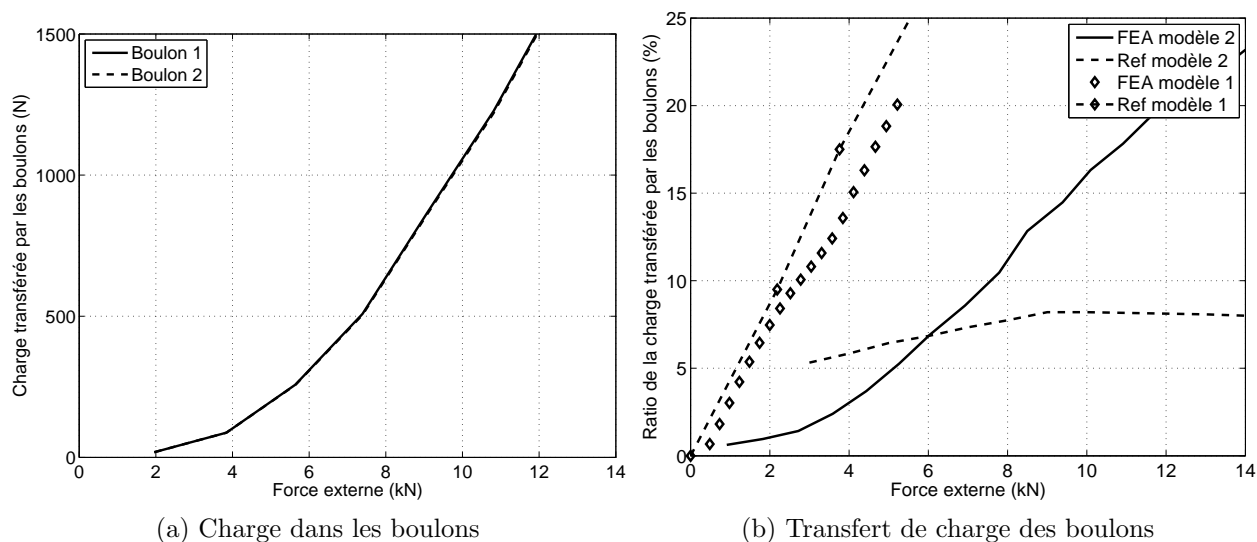 1500
1000
500
0
0
2
4
6
8
10
12
14
Charge transférée par les boulons (N)
Force externe (kN)
Boulon 1
Boulon 2
(a) Charge dans les boulons
25
20
15
10
5
0
0
2
4
6
8
10
12
14
Ratio de la charge transférée par les boulons (%)
Force externe (kN)
FEA modèle 2
Ref modèle 2
FEA modèle 1
Ref modèle 1
(b) Transfert de charge des boulons